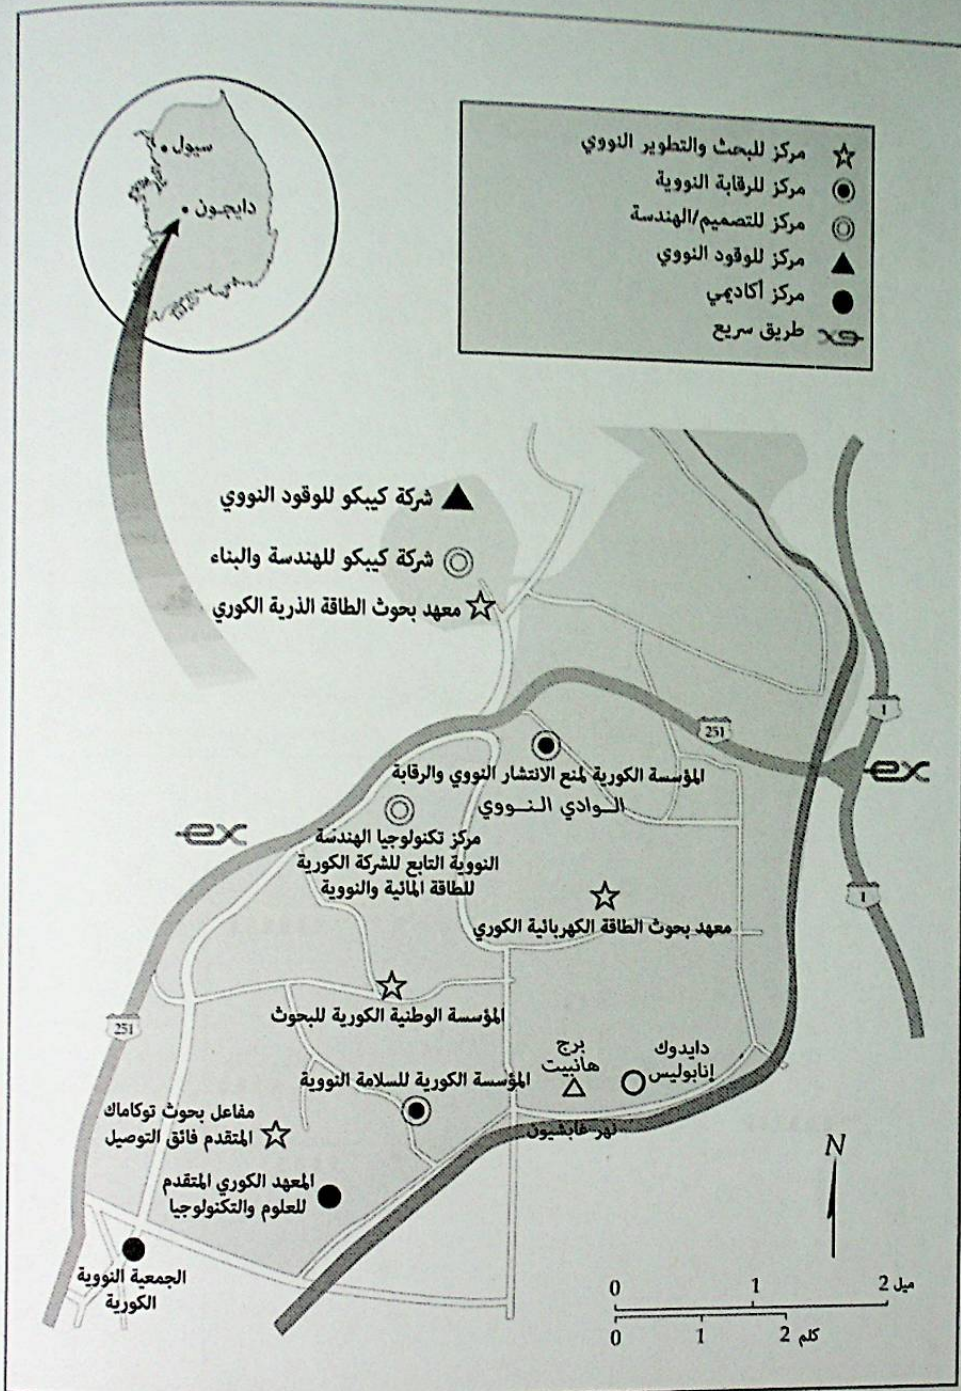 سيول
دايجون
مركز للبحث والتطوير النووي
مركز للرقابة النووية
مركز للتصميم/الهندسة
مركز للوقود النووي
مركز أكاديمي
طريق سريع
شركة كيبكو للوقود النووي
شركة كيبكو للهندسة والبناء
معهد بحوث الطاقة الذرية الكوري
1
251
ex
المؤسسة الكورية لمنع الانتشار النووي والرقابة
الوادي النووي
ex
مركز تكنولوجيا الهندسة
النووية التابع للشركة الكورية
للطاقة المائية والنووية
1
معهد بحوث الطاقة الكهربائية الكوري
المؤسسة الوطنية الكورية للبحوث
251
برج
هانبيت
دايدوك
إنابوليس
المؤسسة الكورية للسلامة النووية
نهر غابشيون
مفاعل بحوث توكاماك
المتقدم فائق التوصيل
المعهد الكوري المتقدم
للعلوم والتكنولوجيا
الجمعية النووية
الكورية
N
0 1 2 ميل
0 1 2 كلم